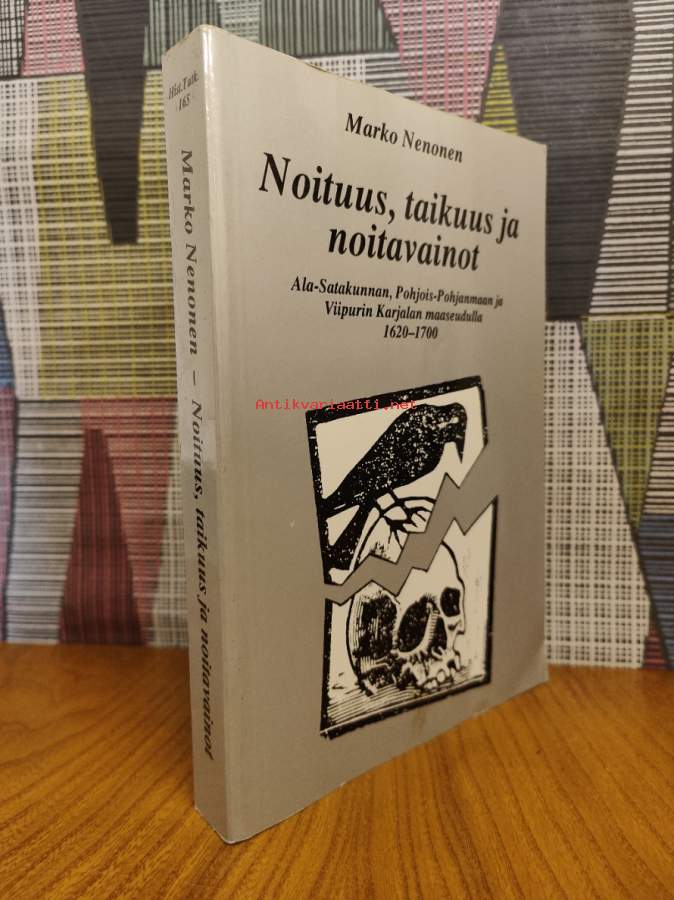 Hist. Tutk.
165
Marko Nenonen – Noituus, taikuus ja noitavainot
Marko Nenonen
Noituus, taikuus ja
noitavainot
Ala-Satakunnan, Pohjois-Pohjanmaan ja
Viipurin Karjalan maaseudulla
1620–1700
Antikvariaatti.net